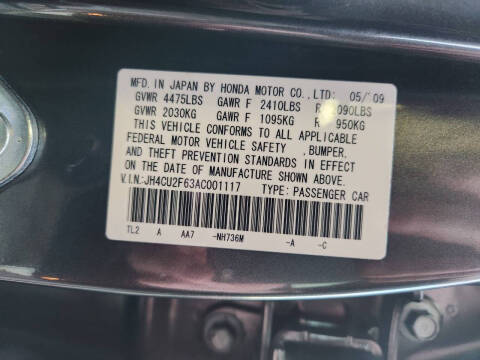 MFD. IN JAPAN BY HONDA MOTOR CO., LTD: 05/'09
GVWR 4475LBS GAWR F 2410LBS R 090LBS
GVWR 2030KG GAWR F 1095KG R 950KG
THIS VEHICLE CONFORMS TO ALL APPLICABLE
FEDERAL MOTOR VEHICLE SAFETY ,BUMPER,
AND THEFT PREVENTION STANDARDS IN EFFECT
ON THE DATE OF MANUFACTURE SHOWN ABOVE.
V.I.N.:JH4CU2F63AC001117 TYPE: PASSENGER CAR
TL2 A AA7 -NH736M -A -C